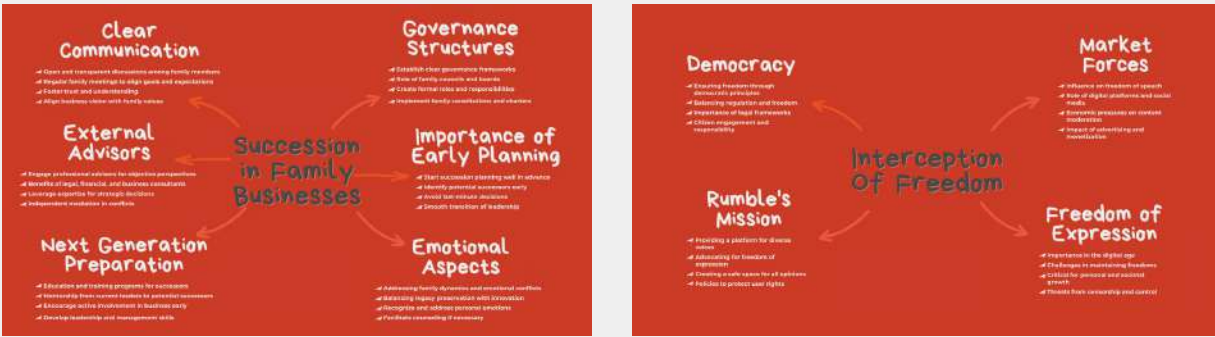 Clear
Communication
Open and transparent discussions among family members
Regular family meetings to align goals and expectations
Foster trust and understanding
Align business vision with family values
Governance
Structures
Establish clear governance frameworks
Role of family councils and boards
Create formal roles and responsibilities
Implement family constitutions and charters
External
Advisors
Engage professional advisors for objective perspectives
Benefits of legal, financial, and business consultants
Leverage expertise for strategic decisions
Independent mediation in conflicts
Succession
in Family
Businesses
Importance of
Early Planning
Start succession planning well in advance
Identify potential successors early
Avoid last-minute decisions
Smooth transition of leadership
Next Generation
Preparation
Education and training programs for successors
Mentorship from current leaders to potential successors
Encourage active involvement in business early
Develop leadership and management skills
Emotional
Aspects
Addressing family dynamics and emotional conflicts
Balancing legacy preservation with innovation
Recognize and address personal emotions
Facilitate counseling if necessary
Democracy
Ensuring freedom through
democratic principles
Balancing regulation and freedom
Importance of legal frameworks
Citizen engagement and
responsibility
Market
Forces
Influence on freedom of speech
Role of digital platforms and social
media
Economic pressures on content
moderation
Impact of advertising and
monetization
Interception
Of Freedom
Rumble's
Mission
Providing a platform for diverse
voices
Advocating for freedom of
expression
Creating a safe space for all opinions
Policies to protect user rights
Freedom of
Expression
Importance in the digital age
Challenges in maintaining freedoms
Critical for personal and societal
growth
Threats from censorship and control